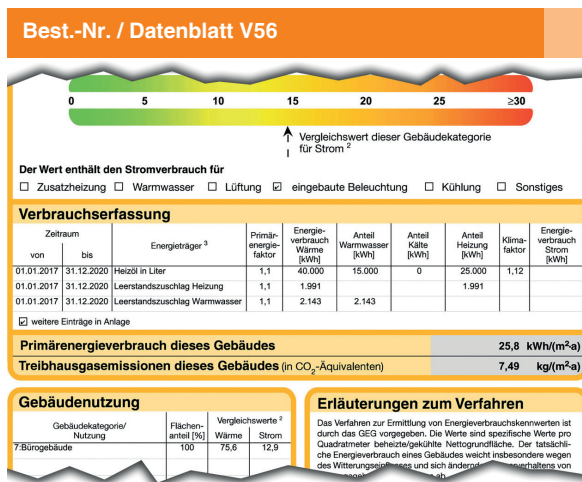 Best.-Nr. / Datenblatt V56
0 5 10 15 20 25 ≥30
Vergleichswert dieser Gebäudekategorie
für Strom 2
Der Wert enthält den Stromverbrauch für
☐ Zusatzheizung ☐ Warmwasser ☐ Lüftung ☑ eingebaute Beleuchtung ☐ Kühlung ☐ Sonstiges
Verbrauchserfassung
Zeitraum
von bis
Energieträger 3
Primär-
energie-
faktor
Energie-
verbrauch
Wärme
[kWh]
Anteil
Warmwasser
[kWh]
Anteil
Kälte
[kWh]
Anteil
Heizung
[kWh]
Klima-
faktor
Energie-
verbrauch
Strom
[kWh]
01.01.2017 31.12.2020 Heizöl in Liter 1,1 40.000 15.000 0 25.000 1,12
01.01.2017 31.12.2020 Leerstandszuschlag Heizung 1,1 1.991 1.991
01.01.2017 31.12.2020 Leerstandszuschlag Warmwasser 1,1 2.143 2.143
☑ weitere Einträge in Anlage
Primärenergieverbrauch dieses Gebäudes 25,8 kWh/(m²·a)
Treibhausgasemissionen dieses Gebäudes (in CO2-Äquivalenten) 7,49 kg/(m²·a)
Gebäudenutzung
Gebäudekategorie/
Nutzung
Flächen-
anteil [%]
Vergleichswerte 2
Wärme Strom
7:Bürogebäude 100 75,6 12,9
Erläuterungen zum Verfahren
Das Verfahren zur Ermittlung von Energieverbrauchskennwerten ist
durch das GEG vorgegeben. Die Werte sind spezifische Werte pro
Quadratmeter beheizte/gekühlte Nettogrundfläche. Der tatsächli-
che Energieverbrauch eines Gebäudes weicht insbesondere wegen
des und sich von
ab